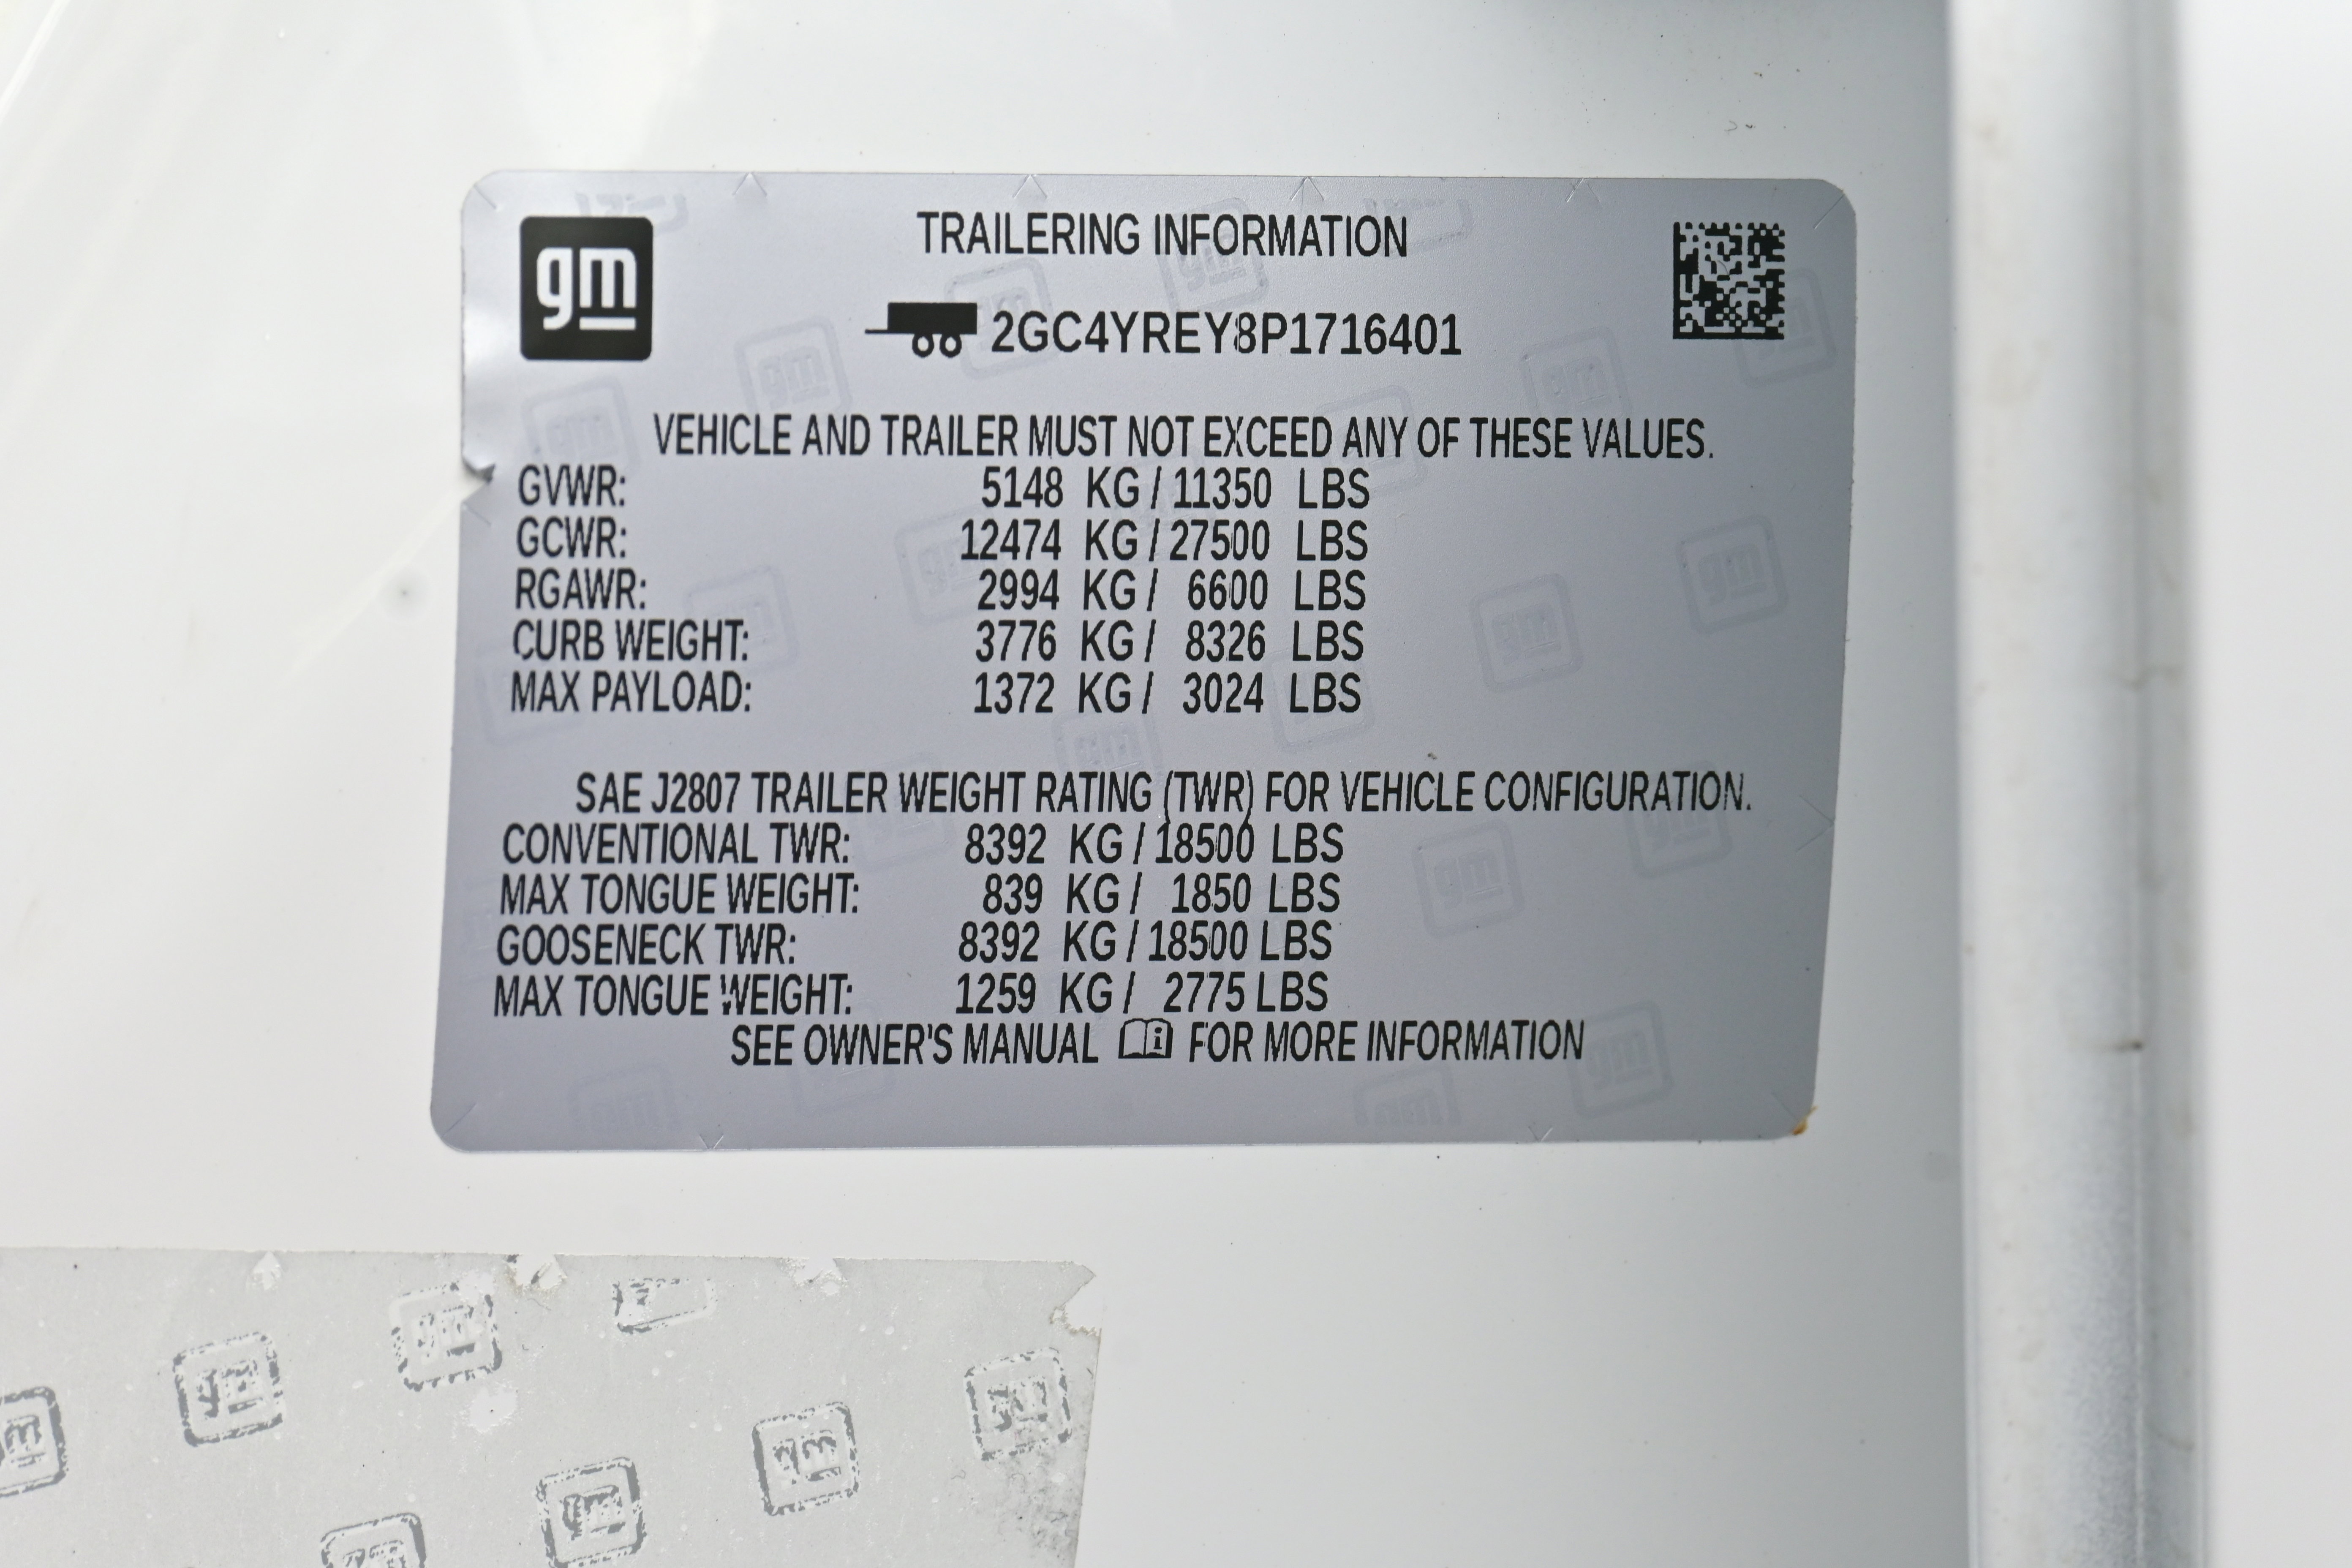 gm
TRAILERING INFORMATION
2GC4YREY8P1716401
VEHICLE AND TRAILER MUST NOT EXCEED ANY OF THESE VALUES.
GVWR: 5148 KG / 11350 LBS
GCWR: 12474 KG / 27500 LBS
RGAWR: 2994 KG / 6600 LBS
CURB WEIGHT: 3776 KG / 8326 LBS
MAX PAYLOAD: 1372 KG / 3024 LBS
SAE J2807 TRAILER WEIGHT RATING (TWR) FOR VEHICLE CONFIGURATION.
CONVENTIONAL TWR: 8392 KG / 18500 LBS
MAX TONGUE WEIGHT: 839 KG / 1850 LBS
GOOSENECK TWR: 8392 KG / 18500 LBS
MAX TONGUE WEIGHT: 1259 KG / 2775 LBS
SEE OWNER'S MANUAL i FOR MORE INFORMATION